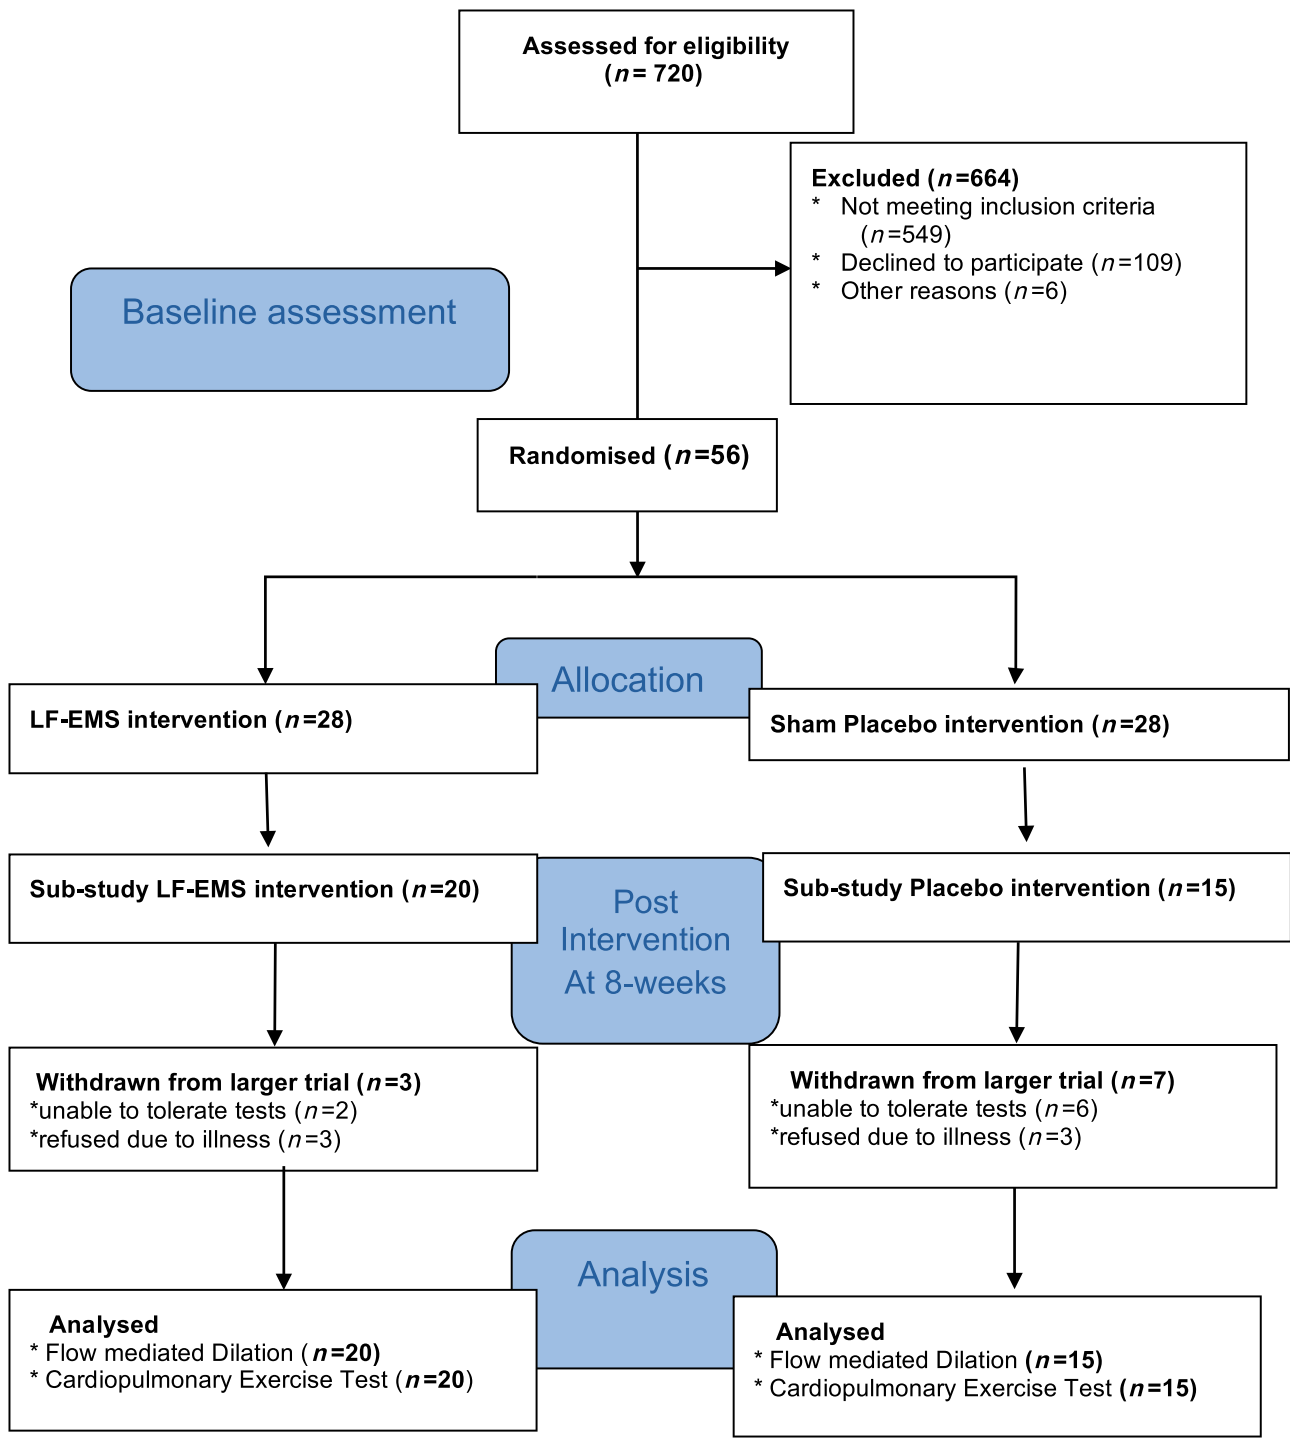 Assessed for eligibility
(n= 720)
Excluded (n=664)
* Not meeting inclusion criteria
(n=549)
* Declined to participate (n=109)
* Other reasons (n=6)
Baseline assessment
Randomised (n=56)
Allocation
LF-EMS intervention (n=28)
Sham Placebo intervention (n=28)
Sub-study LF-EMS intervention (n=20)
Sub-study Placebo intervention (n=15)
Post
Intervention
At 8-weeks
Withdrawn from larger trial (n=3)
*unable to tolerate tests (n=2)
*refused due to illness (n=3)
Withdrawn from larger trial (n=7)
*unable to tolerate tests (n=6)
*refused due to illness (n=3)
Analysis
Analysed
* Flow mediated Dilation (n=20)
* Cardiopulmonary Exercise Test (n=20)
Analysed
* Flow mediated Dilation (n=15)
* Cardiopulmonary Exercise Test (n=15)